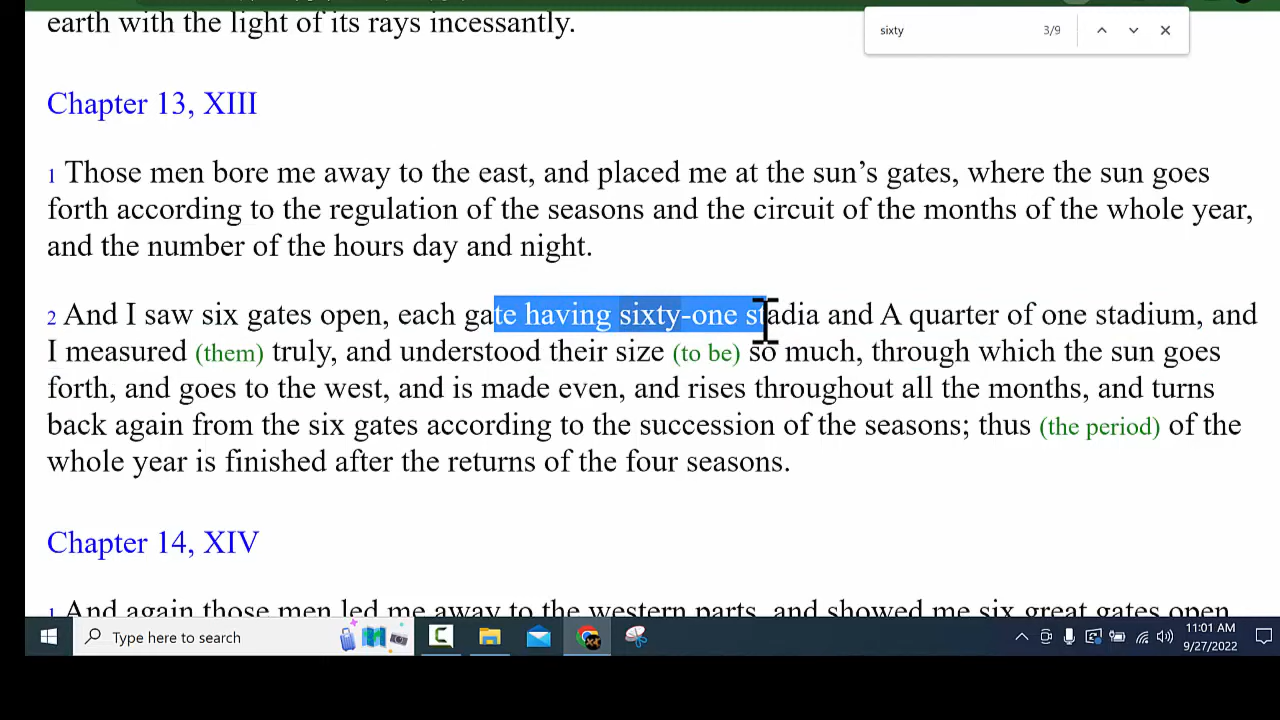 earth with the light of its rays incessantly.
sixty 3/9
Chapter 13, XIII
1 Those men bore me away to the east, and placed me at the sun’s gates, where the sun goes
forth according to the regulation of the seasons and the circuit of the months of the whole year,
and the number of the hours day and night.
2 And I saw six gates open, each gate having sixty-one stadia and A quarter of one stadium, and
I measured (them) truly, and understood their size (to be) so much, through which the sun goes
forth, and goes to the west, and is made even, and rises throughout all the months, and turns
back again from the six gates according to the succession of the seasons; thus (the period) of the
whole year is finished after the returns of the four seasons.
Chapter 14, XIV
1 And again those men led me away to the western parts, and showed me six great gates open
Type here to search
11:01 AM
9/27/2022